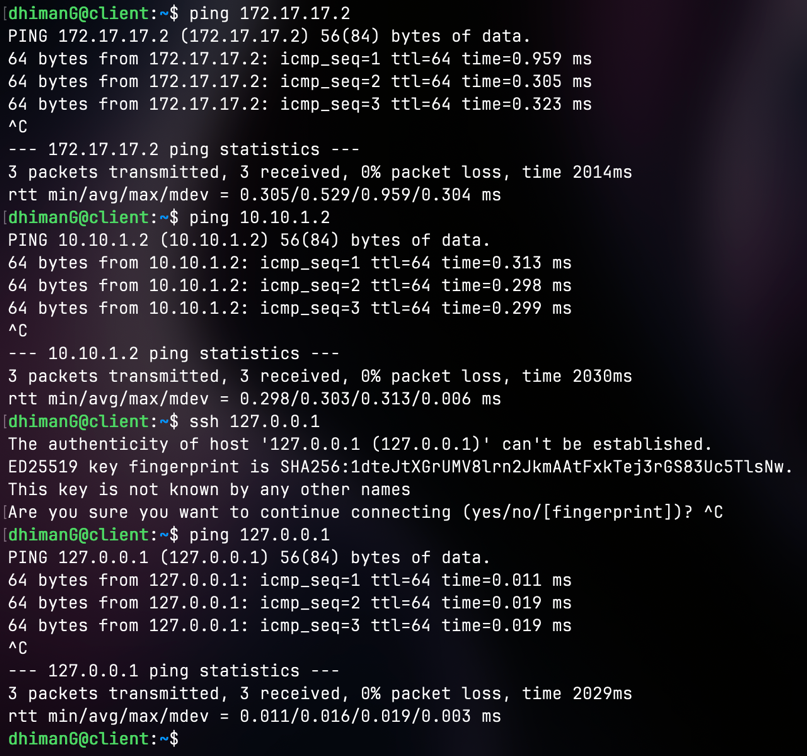 dhimanG@client:~$ ping 172.17.17.2
PING 172.17.17.2 (172.17.17.2) 56(84) bytes of data.
64 bytes from 172.17.17.2: icmp_seq=1 ttl=64 time=0.959 ms
64 bytes from 172.17.17.2: icmp_seq=2 ttl=64 time=0.305 ms
64 bytes from 172.17.17.2: icmp_seq=3 ttl=64 time=0.323 ms
^C
--- 172.17.17.2 ping statistics ---
3 packets transmitted, 3 received, 0% packet loss, time 2014ms
rtt min/avg/max/mdev = 0.305/0.529/0.959/0.304 ms
dhimanG@client:~$ ping 10.10.1.2
PING 10.10.1.2 (10.10.1.2) 56(84) bytes of data.
64 bytes from 10.10.1.2: icmp_seq=1 ttl=64 time=0.313 ms
64 bytes from 10.10.1.2: icmp_seq=2 ttl=64 time=0.298 ms
64 bytes from 10.10.1.2: icmp_seq=3 ttl=64 time=0.299 ms
^C
--- 10.10.1.2 ping statistics ---
3 packets transmitted, 3 received, 0% packet loss, time 2030ms
rtt min/avg/max/mdev = 0.298/0.303/0.313/0.006 ms
dhimanG@client:~$ ssh 127.0.0.1
The authenticity of host '127.0.0.1 (127.0.0.1)' can't be established.
ED25519 key fingerprint is SHA256:1dteJtXGrUMV8lrn2JkmAAtFxkTej3rGS83Uc5TlsNw.
This key is not known by any other names
Are you sure you want to continue connecting (yes/no/[fingerprint])? ^C
dhimanG@client:~$ ping 127.0.0.1
PING 127.0.0.1 (127.0.0.1) 56(84) bytes of data.
64 bytes from 127.0.0.1: icmp_seq=1 ttl=64 time=0.011 ms
64 bytes from 127.0.0.1: icmp_seq=2 ttl=64 time=0.019 ms
64 bytes from 127.0.0.1: icmp_seq=3 ttl=64 time=0.019 ms
^C
--- 127.0.0.1 ping statistics ---
3 packets transmitted, 3 received, 0% packet loss, time 2029ms
rtt min/avg/max/mdev = 0.011/0.016/0.019/0.003 ms
dhimanG@client:~$